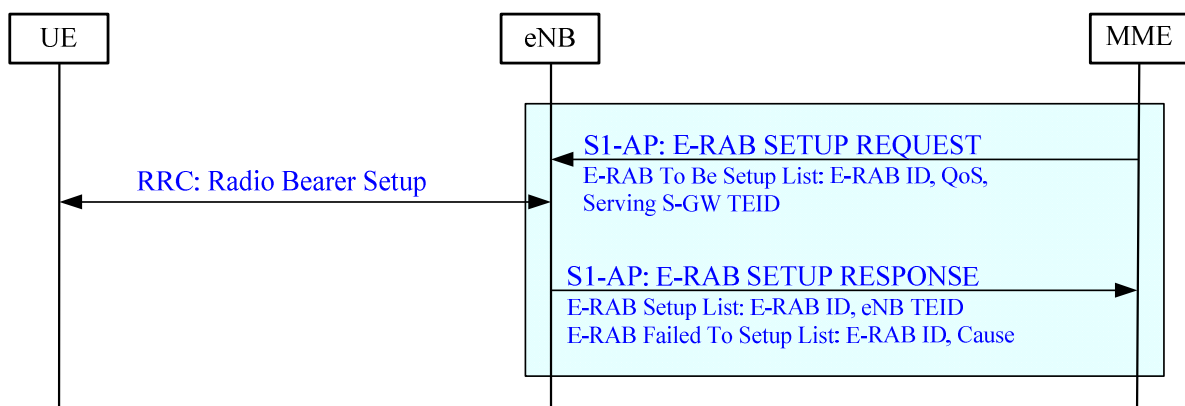 UE
eNB
MME
S1-AP: E-RAB SETUP REQUEST
E-RAB To Be Setup List: E-RAB ID, QoS,
Serving S-GW TEID
RRC: Radio Bearer Setup
S1-AP: E-RAB SETUP RESPONSE
E-RAB Setup List: E-RAB ID, eNB TEID
E-RAB Failed To Setup List: E-RAB ID, Cause